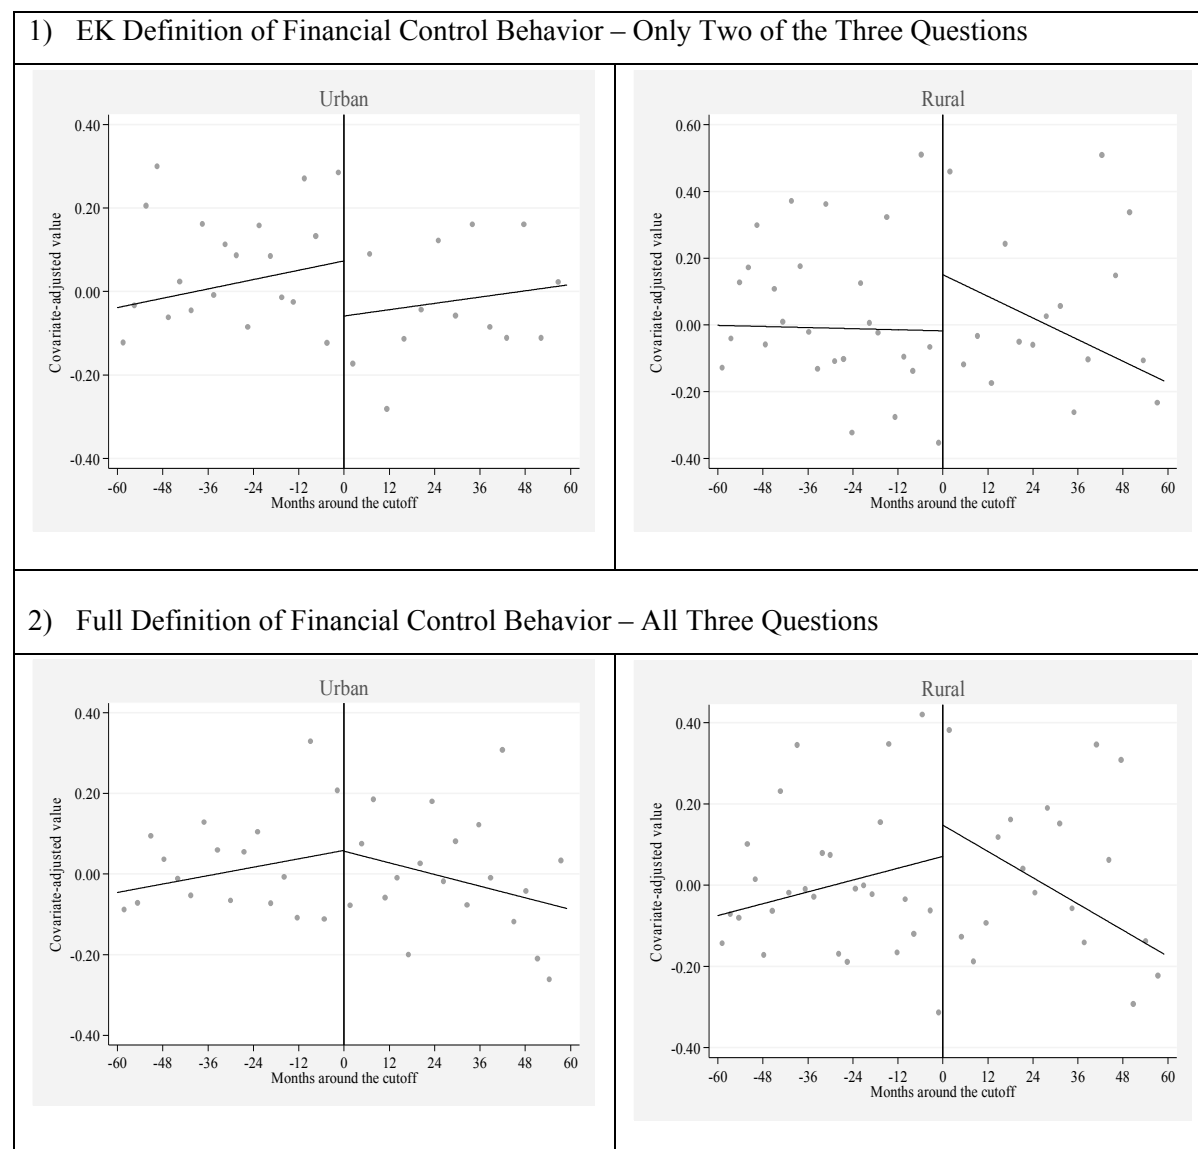 1) EK Definition of Financial Control Behavior – Only Two of the Three Questions
Urban
0.40
0.20
0.00
-0.20
-0.40
Covariate-adjusted value
-60 -48 -36 -24 -12 0 12 24 36 48 60
Months around the cutoff
Rural
0.60
0.40
0.20
0.00
-0.20
-0.40
Covariate-adjusted value
-60 -48 -36 -24 -12 0 12 24 36 48 60
Months around the cutoff
2) Full Definition of Financial Control Behavior – All Three Questions
Urban
0.40
0.20
0.00
-0.20
-0.40
Covariate-adjusted value
-60 -48 -36 -24 -12 0 12 24 36 48 60
Months around the cutoff
Rural
0.40
0.20
0.00
-0.20
-0.40
Covariate-adjusted value
-60 -48 -36 -24 -12 0 12 24 36 48 60
Months around the cutoff